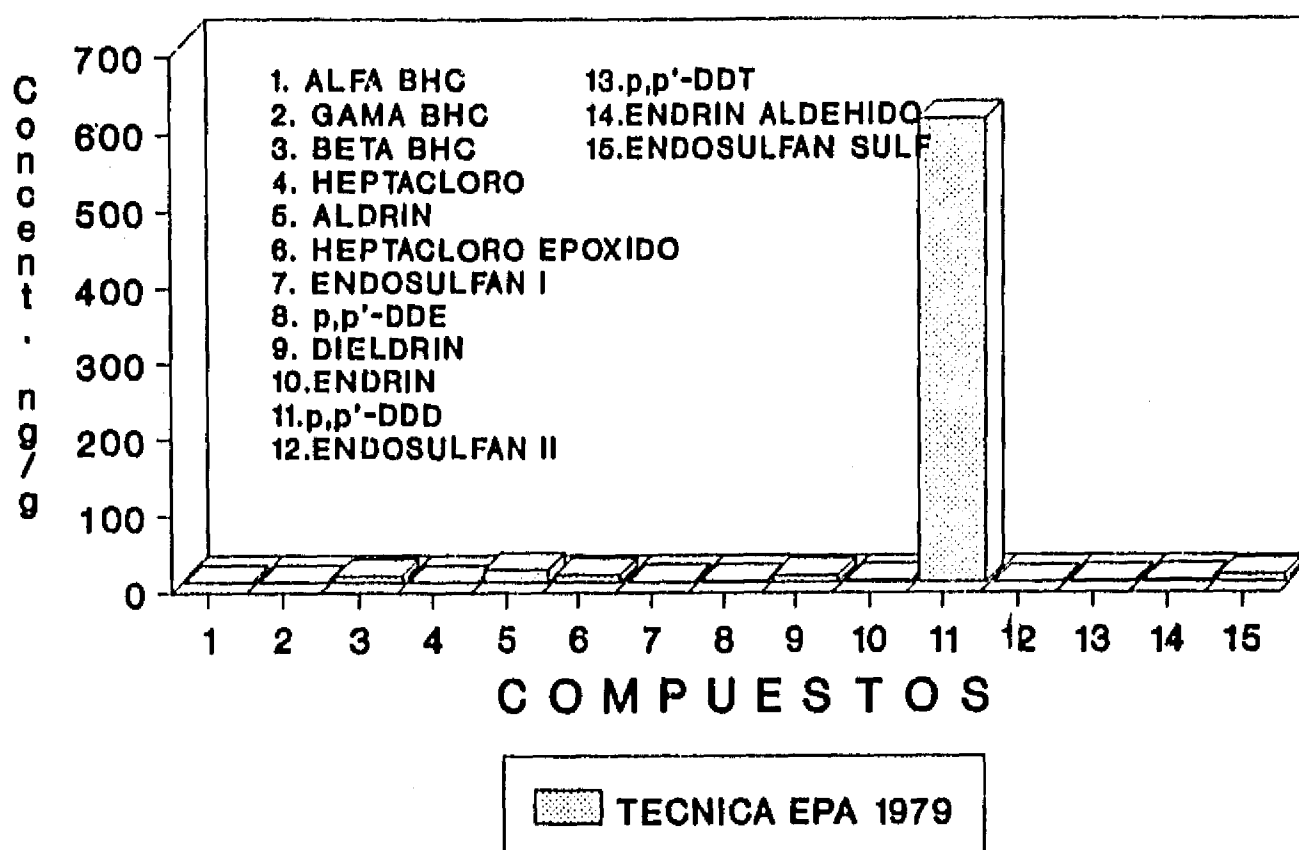 Concent. ng/g
700
600
500
400
300
200
100
0
1. ALFA BHC
2. GAMA BHC
3. BETA BHC
4. HEPTACLORO
5. ALDRIN
6. HEPTACLORO EPOXIDO
7. ENDOSULFAN I
8. p,p'-DDE
9. DIELDRIN
10.ENDRIN
11.p,p'-DDD
12.ENDOSULFAN II
13.p,p'-DDT
14.ENDRIN ALDEHIDO
15.ENDOSULFAN SULF
1 2 3 4 5 6 7 8 9 10 11 12 13 14 15
COMPUESTOS
TECNICA EPA 1979